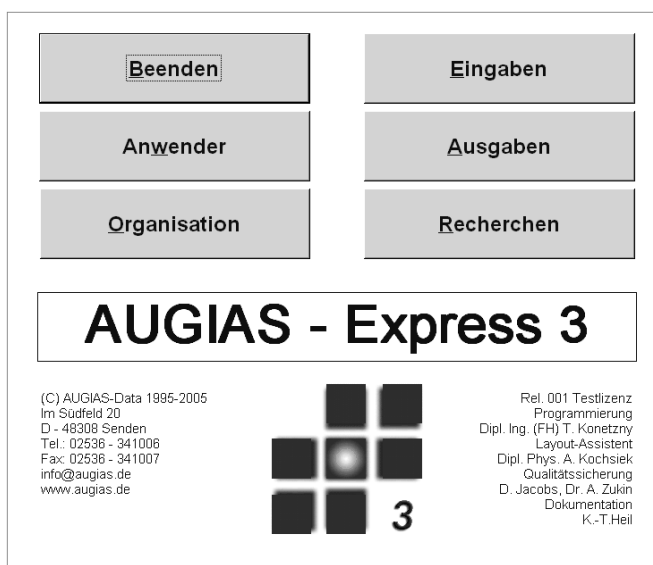 Beenden
Eingaben
Anwender
Ausgaben
Organisation
Recherchen
AUGIAS - Express 3
(C) AUGIAS-Data 1995-2005
Im Südfeld 20
D - 48308 Senden
Tel.: 02536 - 341006
Fax: 02536 - 341007
info@augias.de
www.augias.de
3
Rel. 001 Testlizenz
Programmierung
Dipl. Ing. (FH) T. Konetzny
Layout-Assistent
Dipl. Phys. A. Kochsiek
Qualitätssicherung
D. Jacobs, Dr. A. Zukin
Dokumentation
K.-T.Heil